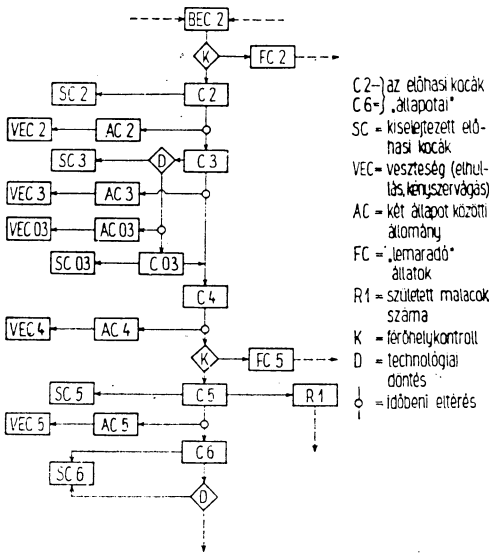 BEC 2
K
FC 2
SC 2
C 2
VEC 2
AC 2
SC 3
D
C 3
VEC 3
AC 3
VEC 03
AC 03
SC 03
C 03
C 4
VEC 4
AC 4
K
FC 5
SC 5
C 5
R 1
VEC 5
AC 5
C 6
SC 6
D
C 2- } az előhasi kocák
C 6= } „állapotai"
SC = kiselejtezett elő-
hasi kocák
VEC = veszteség (elhul-
lás, kényszervágás)
AC = két állapot közötti
állomány
FC = „lemaradó"
állatok
R1 = született malacok
száma
K = férőhelykontroll
D = technológiai
döntés
= időbeni eltérés